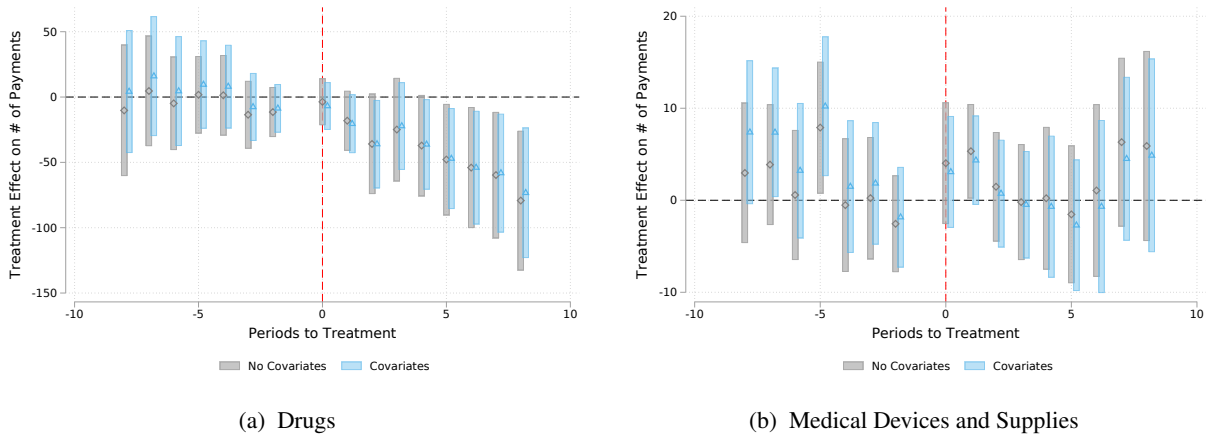 50
0
-50
-100
-150
Treatment Effect on # of Payments
-10
-5
0
5
10
Periods to Treatment
No Covariates
Covariates
(a) Drugs
20
10
0
-10
Treatment Effect on # of Payments
-10
-5
0
5
10
Periods to Treatment
No Covariates
Covariates
(b) Medical Devices and Supplies